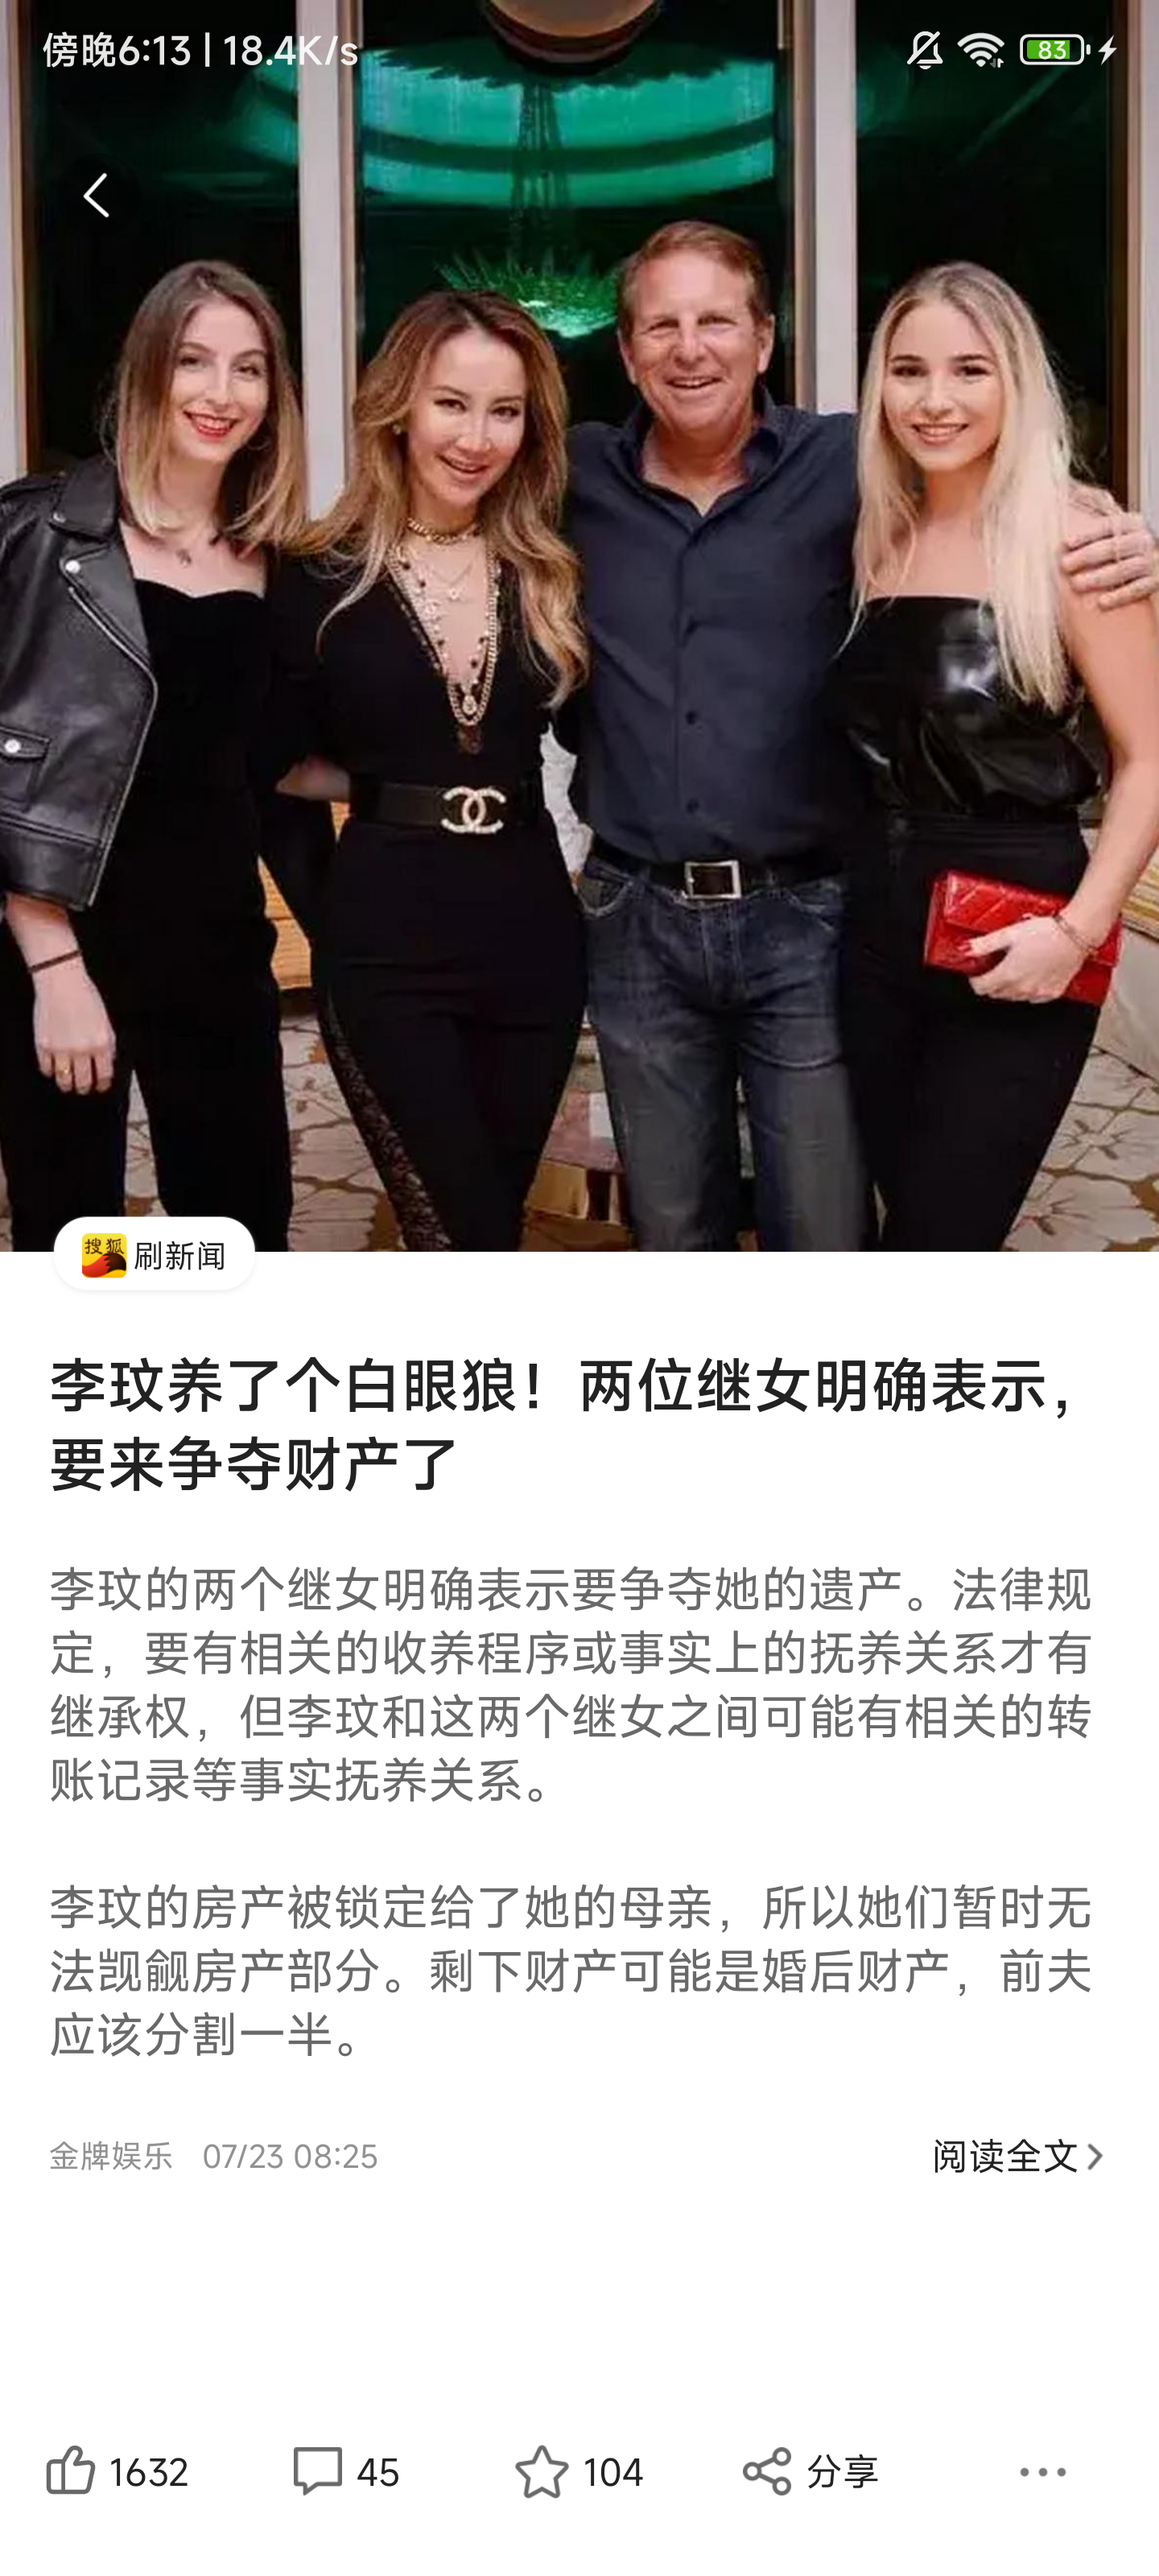 傍晚6:13 | 18.4K/s
83
搜狐
刷新闻
李玟养了个白眼狼！两位继女明确表示，
要来争夺财产了
李玟的两个继女明确表示要争夺她的遗产。法律规
定，要有相关的收养程序或事实上的抚养关系才有
继承权，但李玟和这两个继女之间可能有相关的转
账记录等事实抚养关系。
李玟的房产被锁定给了她的母亲，所以她们暂时无
法觊觎房产部分。剩下财产可能是婚后财产，前夫
应该分割一半。
金牌娱乐 07/23 08:25
阅读全文
1632
45
104
分享